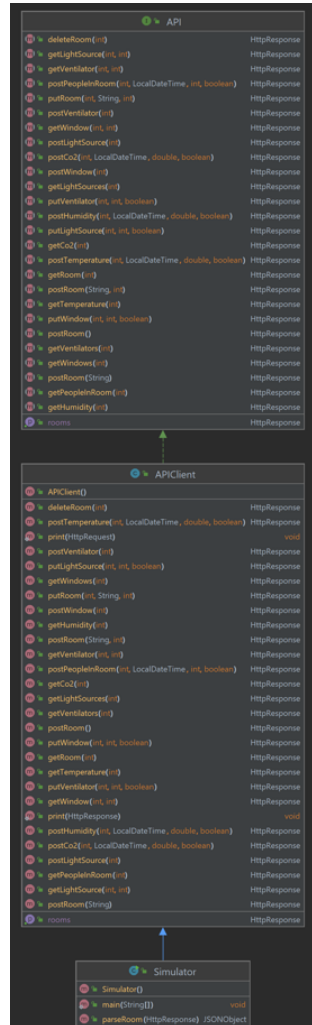 API
deleteRoom(int) HttpResponse
getLightSource(int, int) HttpResponse
getVentilator(int, int) HttpResponse
postPeopleInRoom(int, LocalDateTime, int, boolean) HttpResponse
putRoom(int, String, int) HttpResponse
postVentilator(int) HttpResponse
getWindow(int, int) HttpResponse
postLightSource(int) HttpResponse
postCo2(int, LocalDateTime, double, boolean) HttpResponse
postWindow(int) HttpResponse
getLightSources(int) HttpResponse
putVentilator(int, int, boolean) HttpResponse
postHumidity(int, LocalDateTime, double, boolean) HttpResponse
putLightSource(int, int, boolean) HttpResponse
getCo2(int) HttpResponse
postTemperature(int, LocalDateTime, double, boolean) HttpResponse
getRoom(int) HttpResponse
postRoom(String, int) HttpResponse
getTemperature(int) HttpResponse
putWindow(int, int, boolean) HttpResponse
postRoom() HttpResponse
getVentilators(int) HttpResponse
getWindows(int) HttpResponse
postRoom(String) HttpResponse
getPeopleInRoom(int) HttpResponse
getHumidity(int) HttpResponse
rooms HttpResponse
APIClient
APIClient()
deleteRoom(int) HttpResponse
postTemperature(int, LocalDateTime, double, boolean) HttpResponse
print(HttpRequest) void
postVentilator(int) HttpResponse
putLightSource(int, int, boolean) HttpResponse
getWindows(int) HttpResponse
putRoom(int, String, int) HttpResponse
postWindow(int) HttpResponse
getHumidity(int) HttpResponse
postRoom(String, int) HttpResponse
getVentilator(int, int) HttpResponse
postPeopleInRoom(int, LocalDateTime, int, boolean) HttpResponse
getCo2(int) HttpResponse
getLightSources(int) HttpResponse
getVentilators(int) HttpResponse
postRoom() HttpResponse
putWindow(int, int, boolean) HttpResponse
getRoom(int) HttpResponse
getTemperature(int) HttpResponse
putVentilator(int, int, boolean) HttpResponse
getWindow(int, int) HttpResponse
print(HttpResponse) void
postHumidity(int, LocalDateTime, double, boolean) HttpResponse
postCo2(int, LocalDateTime, double, boolean) HttpResponse
postLightSource(int) HttpResponse
getPeopleInRoom(int) HttpResponse
getLightSource(int, int) HttpResponse
postRoom(String) HttpResponse
rooms HttpResponse
Simulator
Simulator()
main(String[]) void
parseRoom(HttpResponse) JSONObject